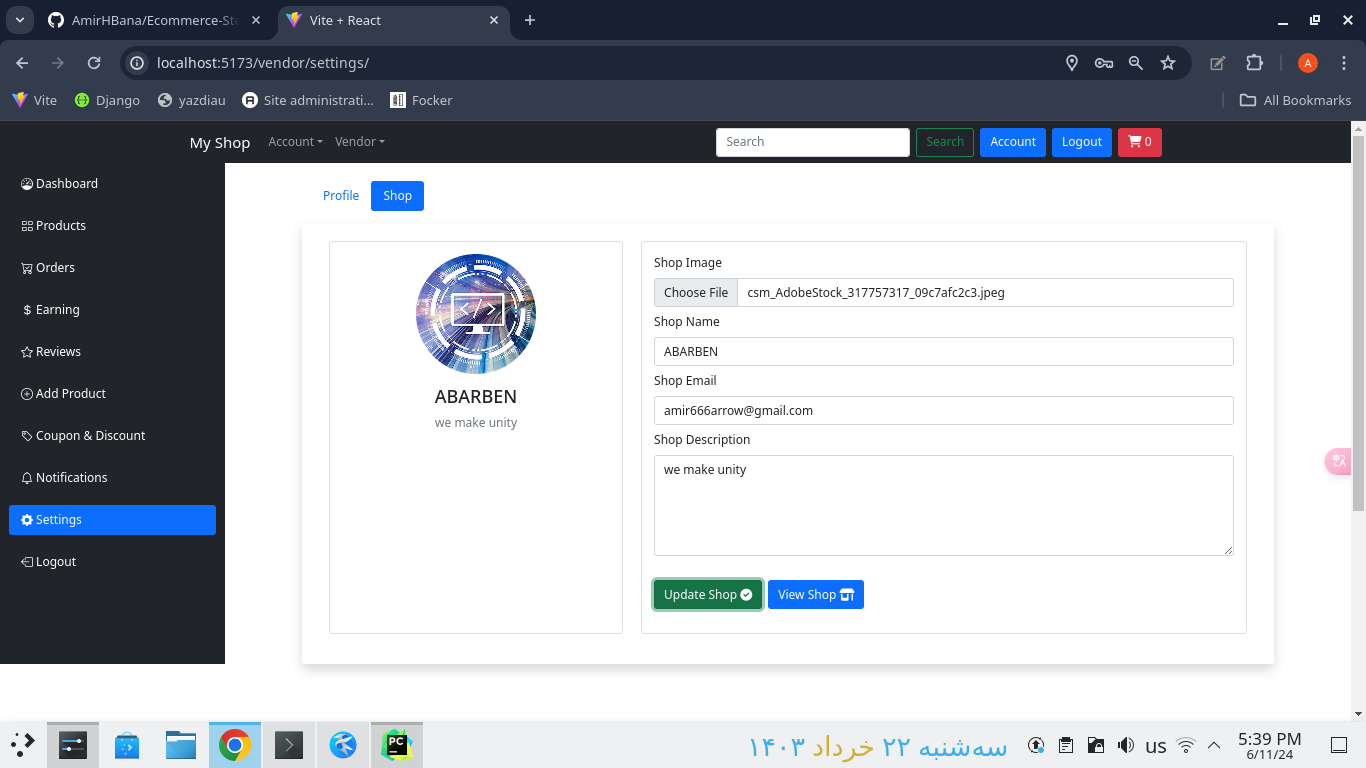 AmirHBana/Ecommerce-Sto
Vite + React
localhost:5173/vendor/settings/
A
Vite
Django
yazdiau
Site administrati...
Focker
All Bookmarks
My Shop
Account
Vendor
Search
Search
Account
Logout
0
Dashboard
Products
Orders
Earning
Reviews
Add Product
Coupon & Discount
Notifications
Settings
Logout
Profile
Shop
ABARBEN
we make unity
Shop Image
Choose File
csm_AdobeStock_317757317_09c7afc2c3.jpeg
Shop Name
ABARBEN
Shop Email
amir666arrow@gmail.com
Shop Description
we make unity
Update Shop
View Shop
PC
سه‌شنبه ۲۲ خرداد ۱۴۰۳
us
5:39 PM
6/11/24